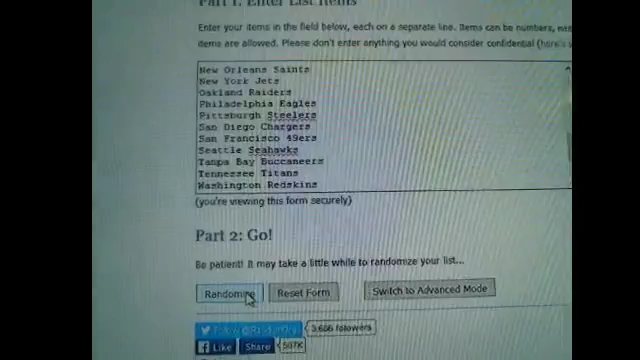 Part 1: Enter List Items
Enter your items in the field below, each on a separate line. Items can be numbers,
items are allowed. Please don't enter anything you would consider confidential (here's
New Orleans Saints
New York Jets
Oakland Raiders
Philadelphia Eagles
Pittsburgh Steelers
San Diego Chargers
San Francisco 49ers
Seattle Seahawks
Tampa Bay Buccaneers
Tennessee Titans
Washington Redskins
(you're viewing this form securely)
Part 2: Go!
Be patient! It may take a little while to randomize your list...
Randomize Reset Form Switch to Advanced Mode
Follow 3,666 followers
Like Share 507K